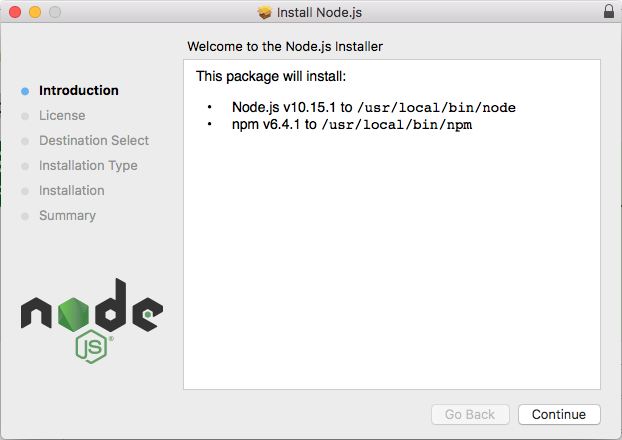 Install Node.js
Welcome to the Node.js Installer
Introduction
License
Destination Select
Installation Type
Installation
Summary
This package will install:
• Node.js v10.15.1 to /usr/local/bin/node
• npm v6.4.1 to /usr/local/bin/npm
node
JS®
Go Back
Continue